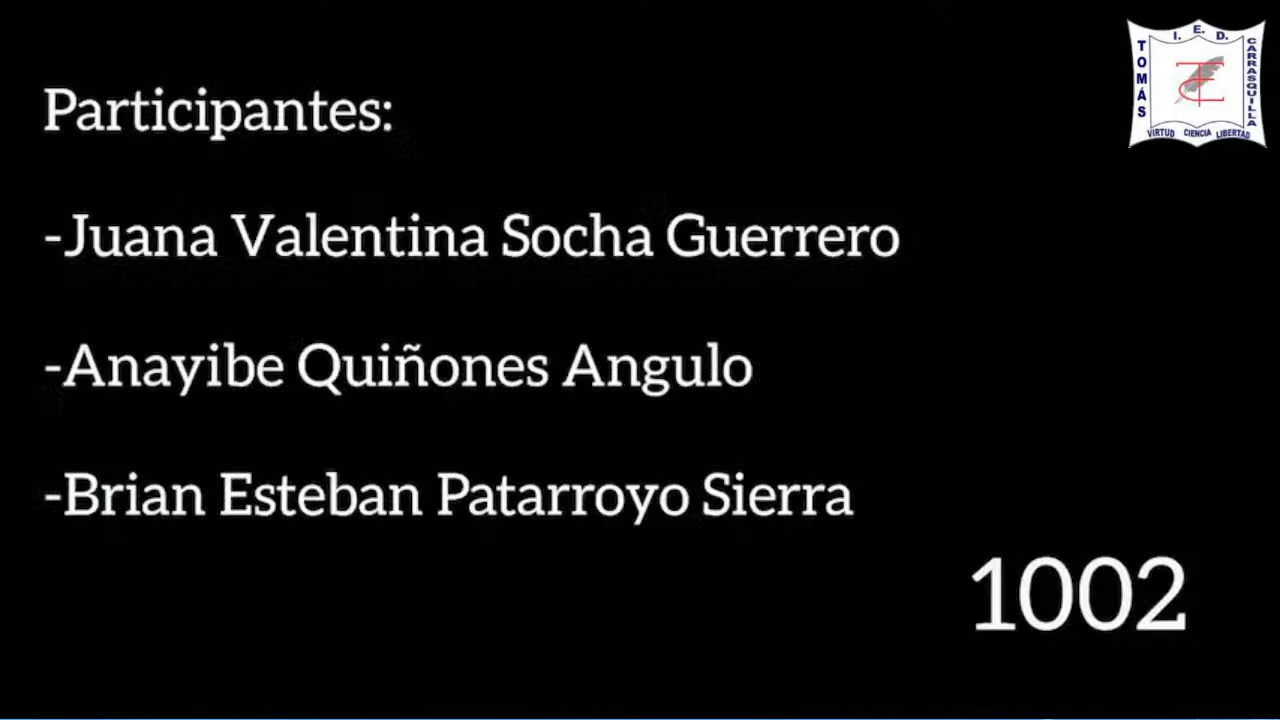 I. E. D.
TOMÁS
CARRASQUILLA
VIRTUD CIENCIA LIBERTAD
Participantes:
-Juana Valentina Socha Guerrero
-Anayibe Quiñones Angulo
-Brian Esteban Patarroyo Sierra
1002